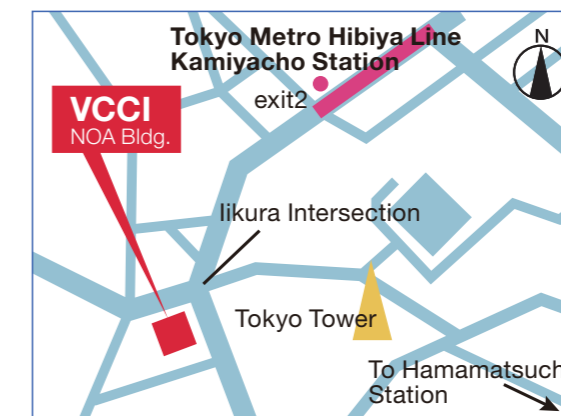 Tokyo Metro Hibiya Line
Kamiyacho Station
N
exit2
VCCI
NOA Bldg.
Iikura Intersection
Tokyo Tower
To Hamamatsuch
Station